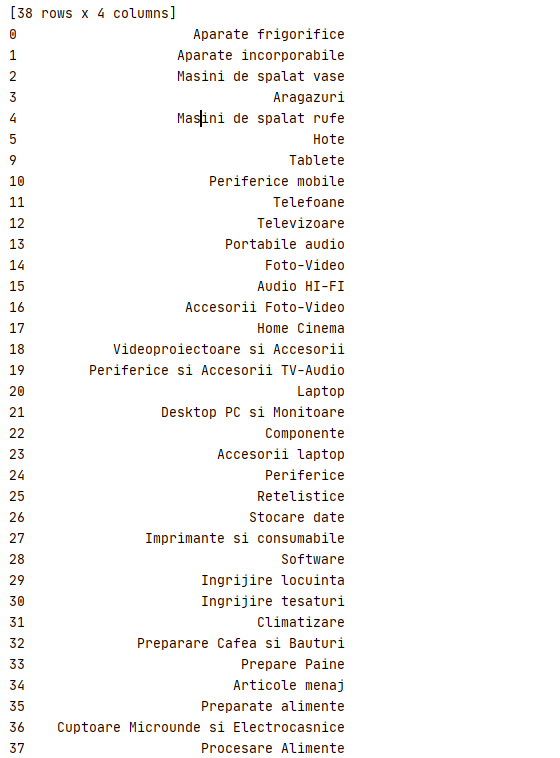 [38 rows x 4 columns]
0 Aparate frigorifice
1 Aparate incorporabile
2 Masini de spalat vase
3 Aragazuri
4 Masini de spalat rufe
5 Hote
9 Tablete
10 Periferice mobile
11 Telefoane
12 Televizoare
13 Portabile audio
14 Foto-Video
15 Audio HI-FI
16 Accesorii Foto-Video
17 Home Cinema
18 Videoproiectoare si Accesorii
19 Periferice si Accesorii TV-Audio
20 Laptop
21 Desktop PC si Monitoare
22 Componente
23 Accesorii laptop
24 Periferice
25 Retelistice
26 Stocare date
27 Imprimante si consumabile
28 Software
29 Ingrijire locuinta
30 Ingrijire tesaturi
31 Climatizare
32 Preparare Cafea si Bauturi
33 Prepare Paine
34 Articole menaj
35 Preparate alimente
36 Cuptoare Microunde si Electrocasnice
37 Procesare Alimente